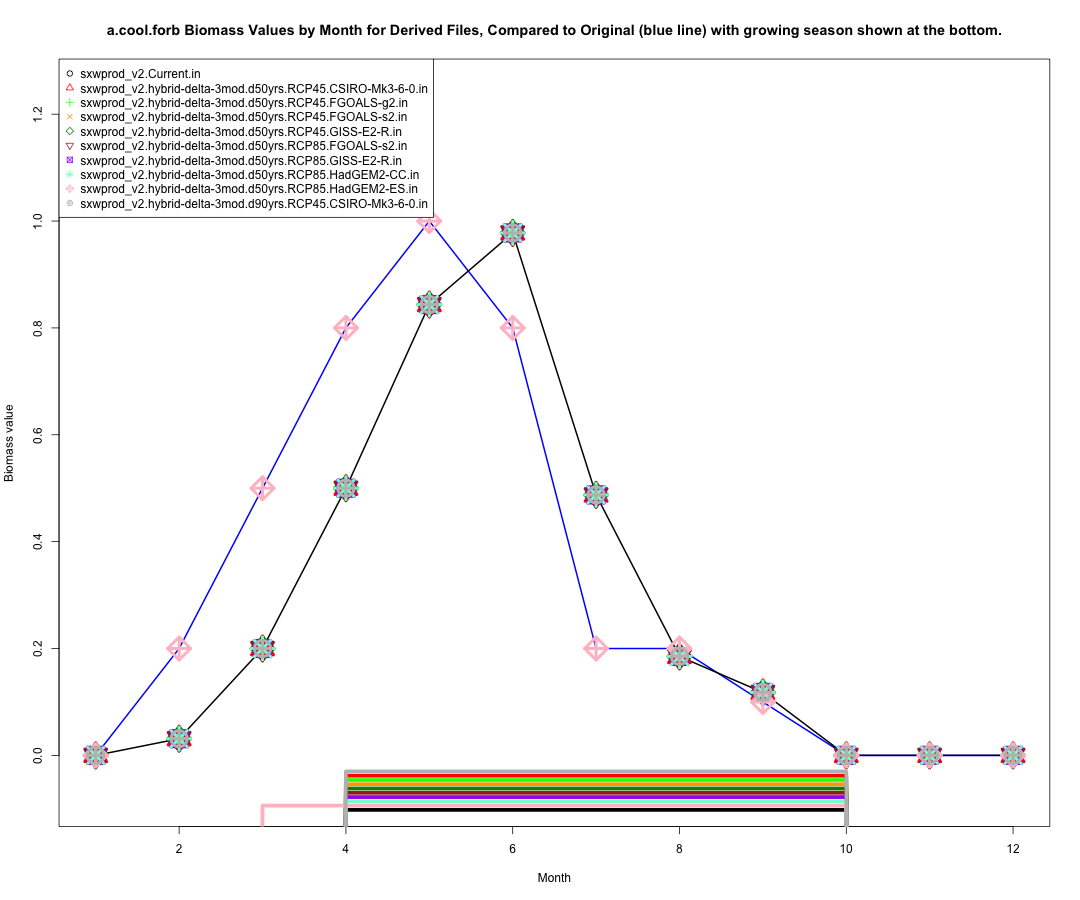 a.cool.forb Biomass Values by Month for Derived Files, Compared to Original (blue line) with growing season shown at the bottom.
sxwprod_v2.Current.in
sxwprod_v2.hybrid-delta-3mod.d50yrs.RCP45.CSIRO-Mk3-6-0.in
sxwprod_v2.hybrid-delta-3mod.d50yrs.RCP45.FGOALS-g2.in
sxwprod_v2.hybrid-delta-3mod.d50yrs.RCP45.FGOALS-s2.in
sxwprod_v2.hybrid-delta-3mod.d50yrs.RCP45.GISS-E2-R.in
sxwprod_v2.hybrid-delta-3mod.d50yrs.RCP85.FGOALS-s2.in
sxwprod_v2.hybrid-delta-3mod.d50yrs.RCP85.GISS-E2-R.in
sxwprod_v2.hybrid-delta-3mod.d50yrs.RCP85.HadGEM2-CC.in
sxwprod_v2.hybrid-delta-3mod.d50yrs.RCP85.HadGEM2-ES.in
sxwprod_v2.hybrid-delta-3mod.d90yrs.RCP45.CSIRO-Mk3-6-0.in
1.2
1.0
0.8
0.6
0.4
0.2
0.0
Biomass value
2 4 6 8 10 12
Month